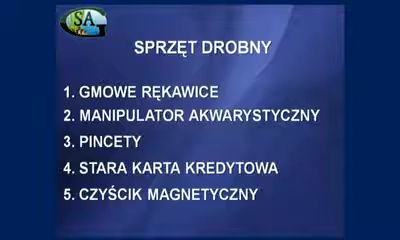 SA
SPRZĘT DROBNY
1. GMOWE RĘKAWICE
2. MANIPULATOR AKWARYSTYCZNY
3. PINCETY
4. STARA KARTA KREDYTOWA
5. CZYŚCIK MAGNETYCZNY